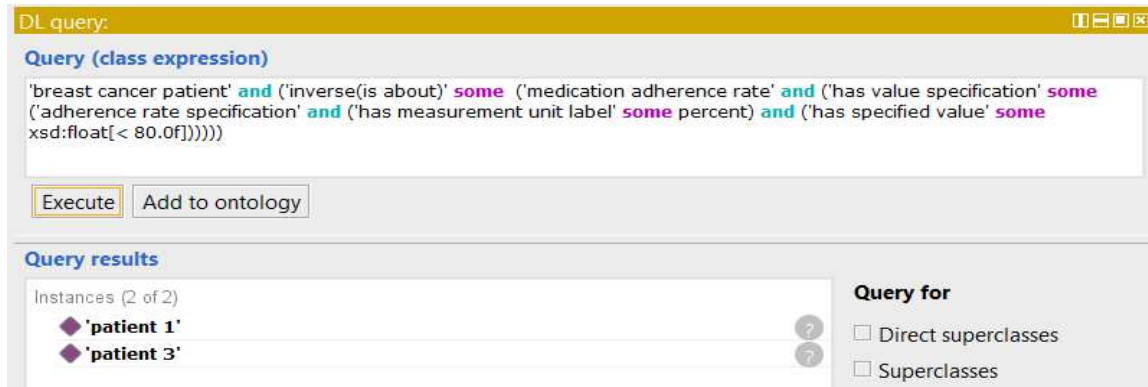 DL query:
Query (class expression)
'breast cancer patient' and ('inverse(is about)' some ('medication adherence rate' and ('has value specification' some
('adherence rate specification' and ('has measurement unit label' some percent) and ('has specified value' some
xsd:float[< 80.0f])))))
Execute Add to ontology
Query results
Instances (2 of 2)
Query for
'patient 1' ?
Direct superclasses
'patient 3' ?
Superclasses